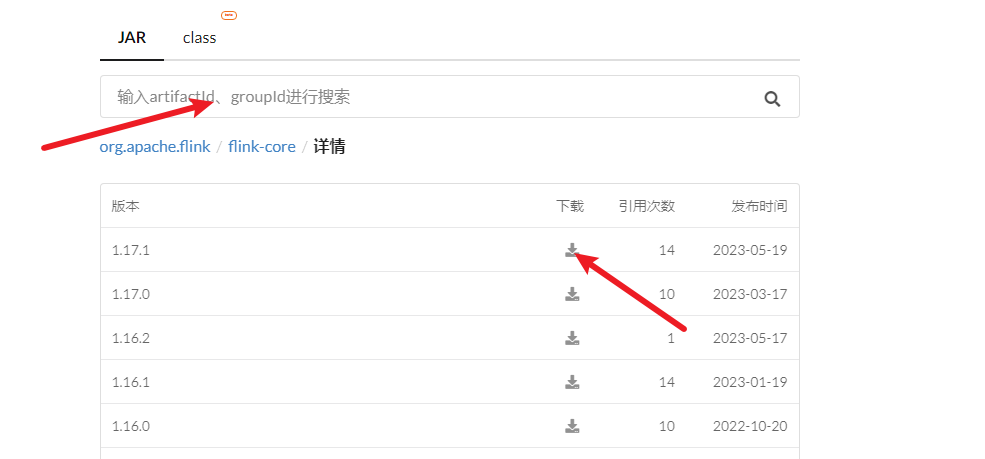 JAR class
输入artifactId、groupId进行搜索
org.apache.flink / flink-core / 详情
版本 下载 引用次数 发布时间
1.17.1 14 2023-05-19
1.17.0 10 2023-03-17
1.16.2 1 2023-05-17
1.16.1 14 2023-01-19
1.16.0 10 2022-10-20